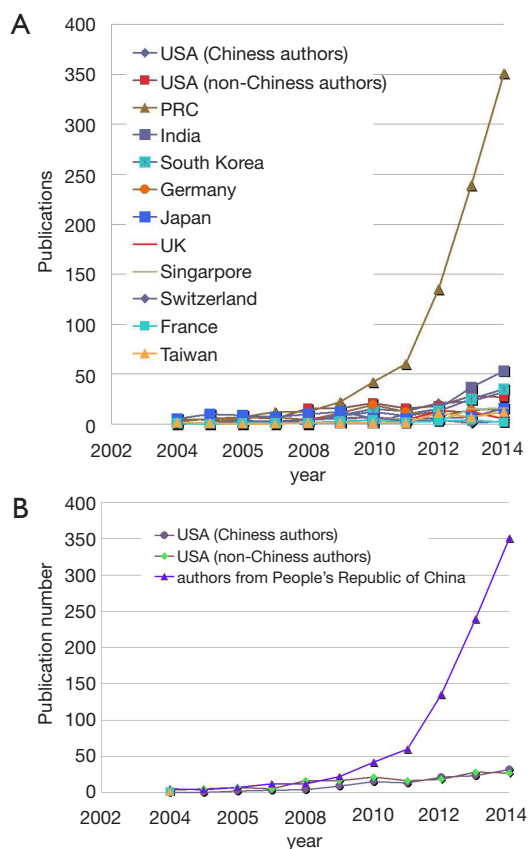 A
400
350
300
250
200
150
100
50
0
Publications
USA (Chiness authors)
USA (non-Chiness authors)
PRC
India
South Korea
Germany
Japan
UK
Singarpore
Switzerland
France
Taiwan
2002 2004 2005 2006 2008 2010 2012 2014
year
B
400
350
300
250
200
150
100
50
0
Publication number
USA (Chiness authors)
USA (non-Chiness authors)
authors from People's Republic of China
2002 2004 2005 2006 2008 2010 2012 2014
year